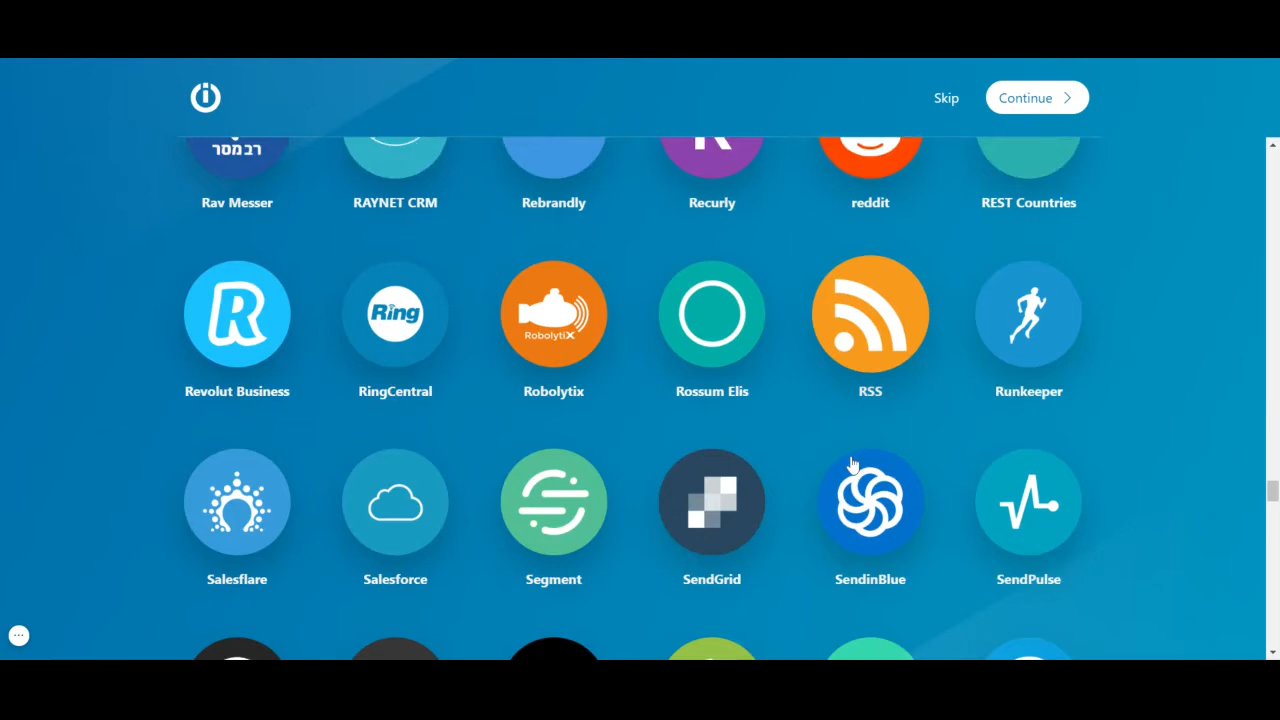 Skip
Continue
רב מסר
Rav Messer
RAYNET CRM
Rebrandly
Recurly
reddit
REST Countries
Ring
RobolytiX
Revolut Business
RingCentral
Robolytix
Rossum Elis
RSS
Runkeeper
Salesflare
Salesforce
Segment
SendGrid
SendinBlue
SendPulse